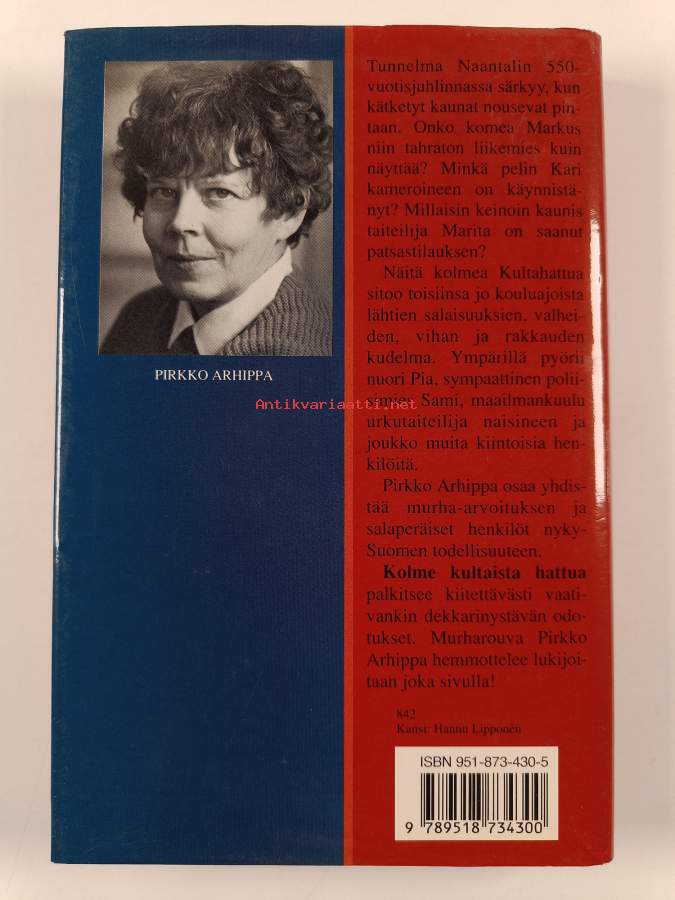 PIRKKO ARHIPPA
Tunnelma Naantalin 550-
vuotisjuhlinnassa särkyy, kun
kätketyt kaunat nousevat pin-
taan. Onko komea Markus
niin tahraton liikemies kuin
näyttää? Minkä pelin Kari
kameroineen on käynnistä-
nyt? Millaisin keinoin kaunis
taiteilija Marita on saanut
patsastilauksen?
Näitä kolmea Kultahattua
sitoo toisiinsa jo kouluajoista
lähtien salaisuuksien, valhei-
den, vihan ja rakkauden
kudelma. Ympärillä pyörii
nuori Pia, sympaattinen polii-
simies Sami, maailmankuulu
urkutaiteilija naisineen ja
joukko muita kiintoisia hen-
kilöitä.
Pirkko Arhippa osaa yhdis-
tää murha-arvoituksen ja
salaperäiset henkilöt nyky-
Suomen todellisuuteen.
Kolme kultaista hattua
palkitsee kiitettävästi vaati-
vankin dekkarinystävän odo-
tukset. Murharouva Pirkko
Arhippa hemmottelee lukijoi-
taan joka sivulla!
842
Kansi: Hannu Lipponen
ISBN 951-873-430-5
9 789518 734300
Antikvariaatti.net